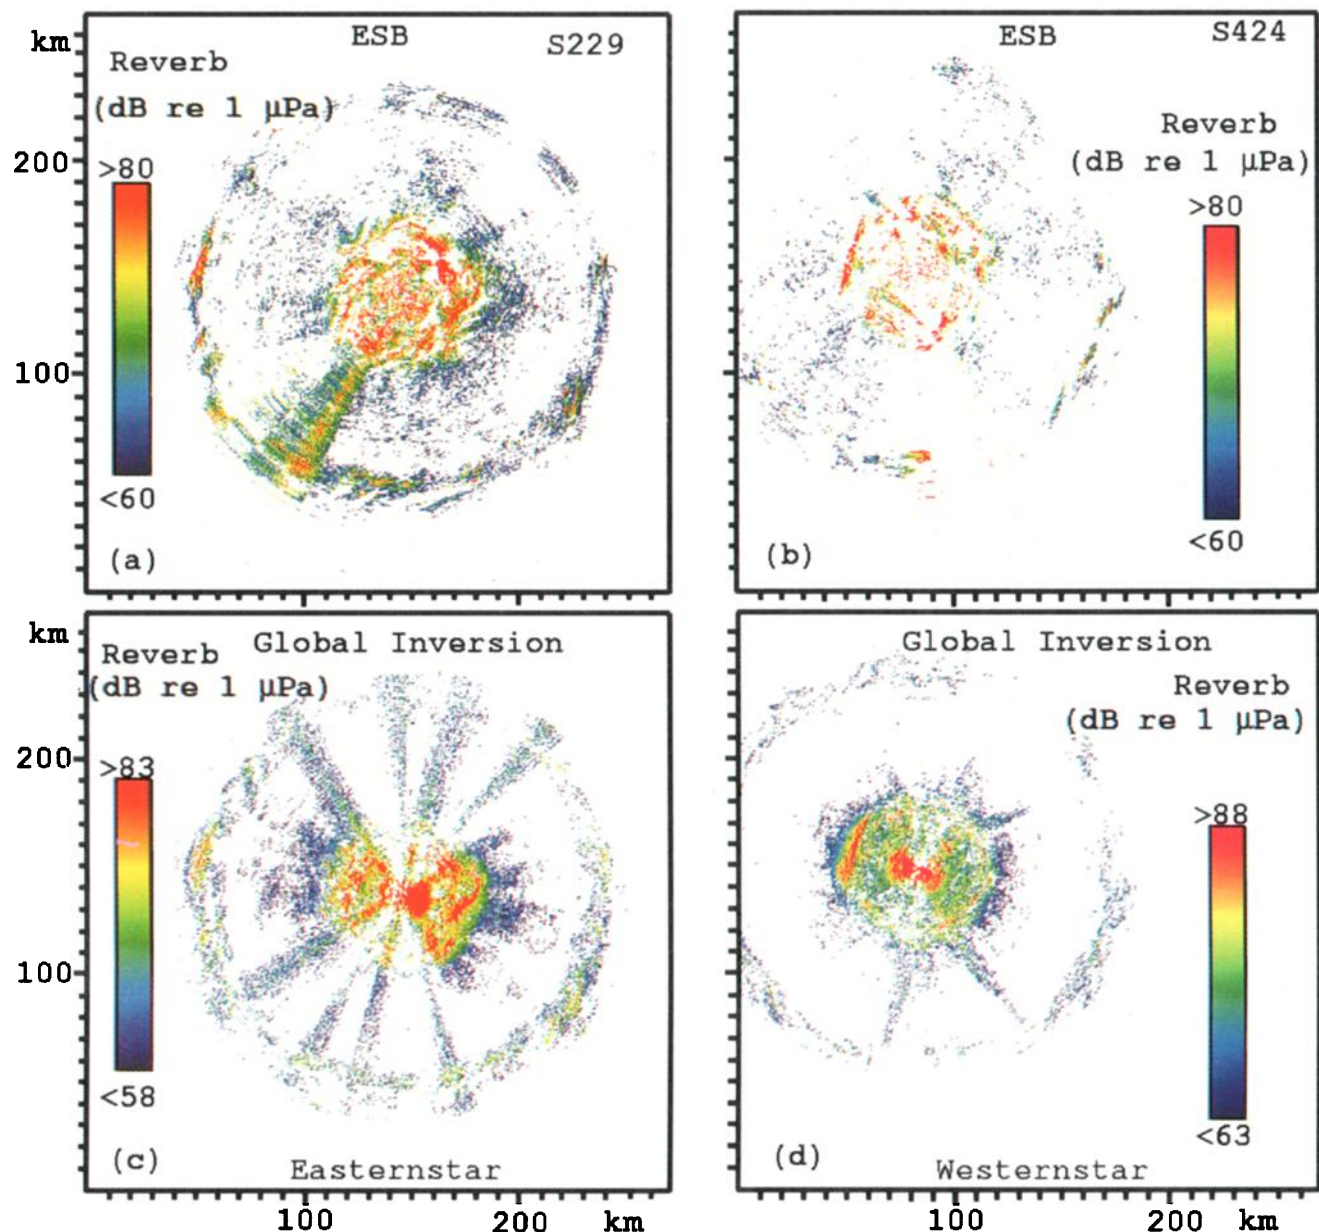 km
ESB
S229
Reverb
(dB re 1 µPa)
200
>80
100
<60
(a)
ESB
S424
Reverb
(dB re 1 µPa)
>80
<60
(b)
km
Reverb
Global Inversion
(dB re 1 µPa)
200
>83
100
<58
(c)
Easternstar
100
200
km
Global Inversion
Reverb
(dB re 1 µPa)
>88
<63
(d)
Westernstar
100
200
km